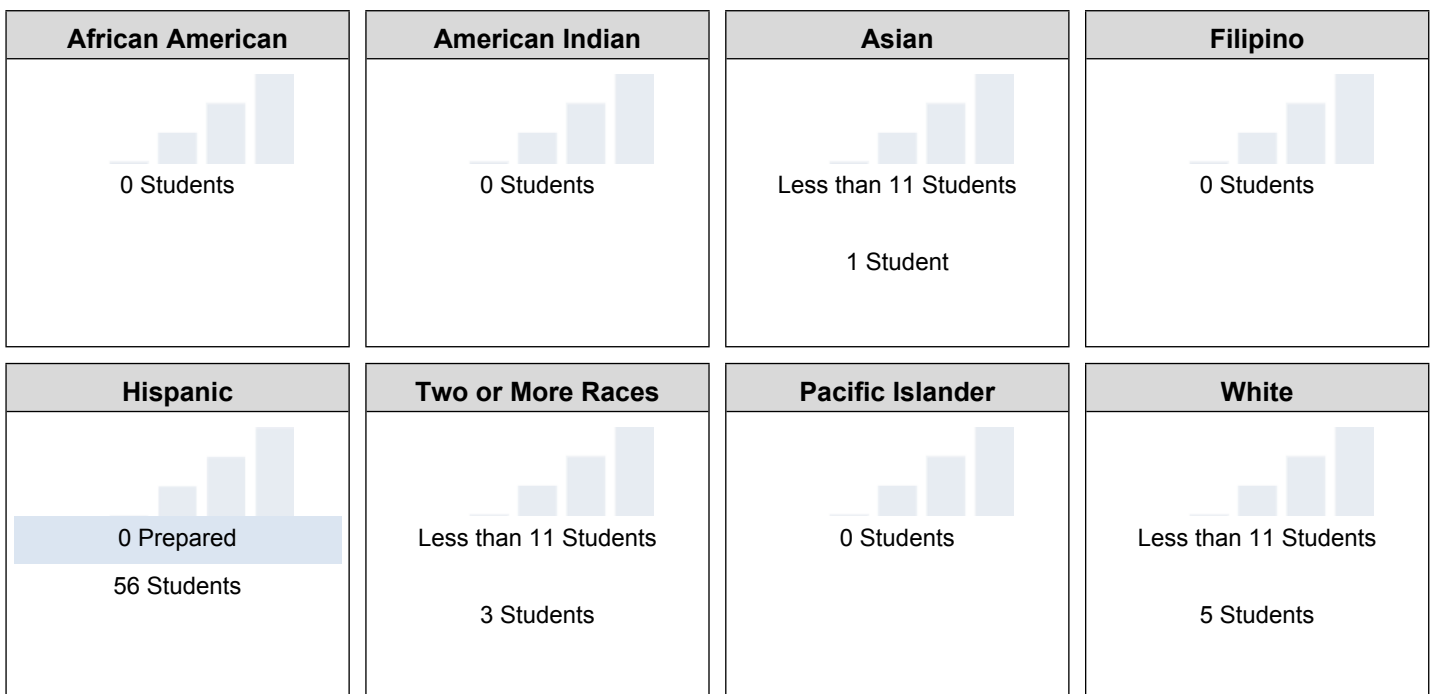 African American
0 Students
American Indian
0 Students
Asian
Less than 11 Students
1 Student
Filipino
0 Students
Hispanic
0 Prepared
56 Students
Two or More Races
Less than 11 Students
3 Students
Pacific Islander
0 Students
White
Less than 11 Students
5 Students